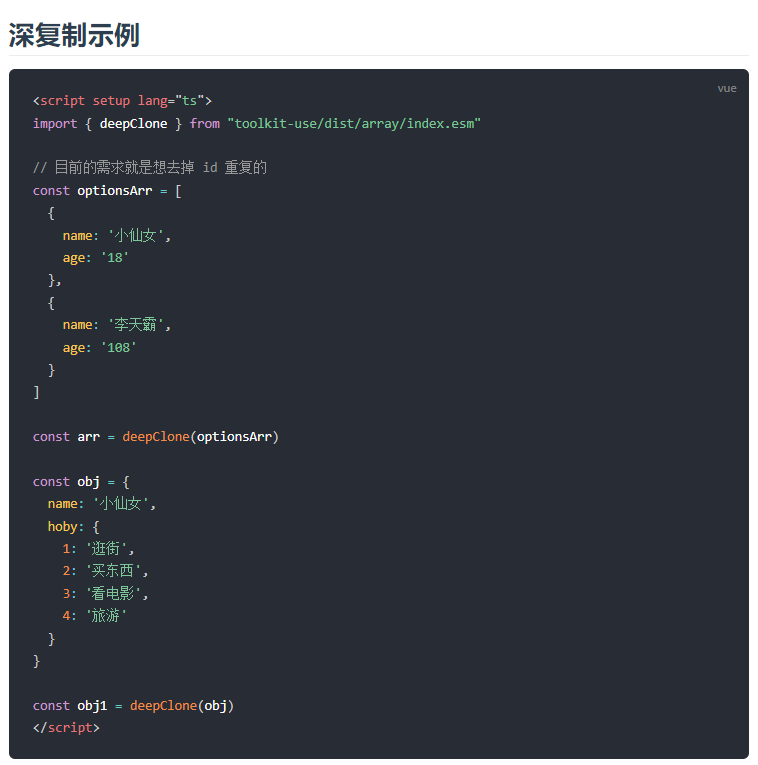 深复制示例
vue
<script setup lang="ts">
import { deepClone } from "toolkit-use/dist/array/index.esm"
// 目前的需求就是想去掉 id 重复的
const optionsArr = [
  {
    name: '小仙女',
    age: '18'
  },
  {
    name: '李天霸',
    age: '108'
  }
]
const arr = deepClone(optionsArr)
const obj = {
  name: '小仙女',
  hoby: {
    1: '逛街',
    2: '买东西',
    3: '看电影',
    4: '旅游'
  }
}
const obj1 = deepClone(obj)
</script>